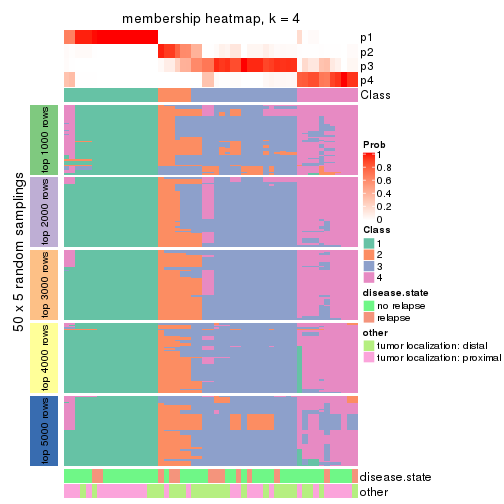 membership heatmap, k = 4
p1
p2
p3
p4
Class
50 x 5 random samplings
top 1000 rows
top 2000 rows
top 3000 rows
top 4000 rows
top 5000 rows
disease.state
other
Prob
1
0.8
0.6
0.4
0.2
0
Class
1
2
3
4
disease.state
no relapse
relapse
other
tumor localization: distal
tumor localization: proximal